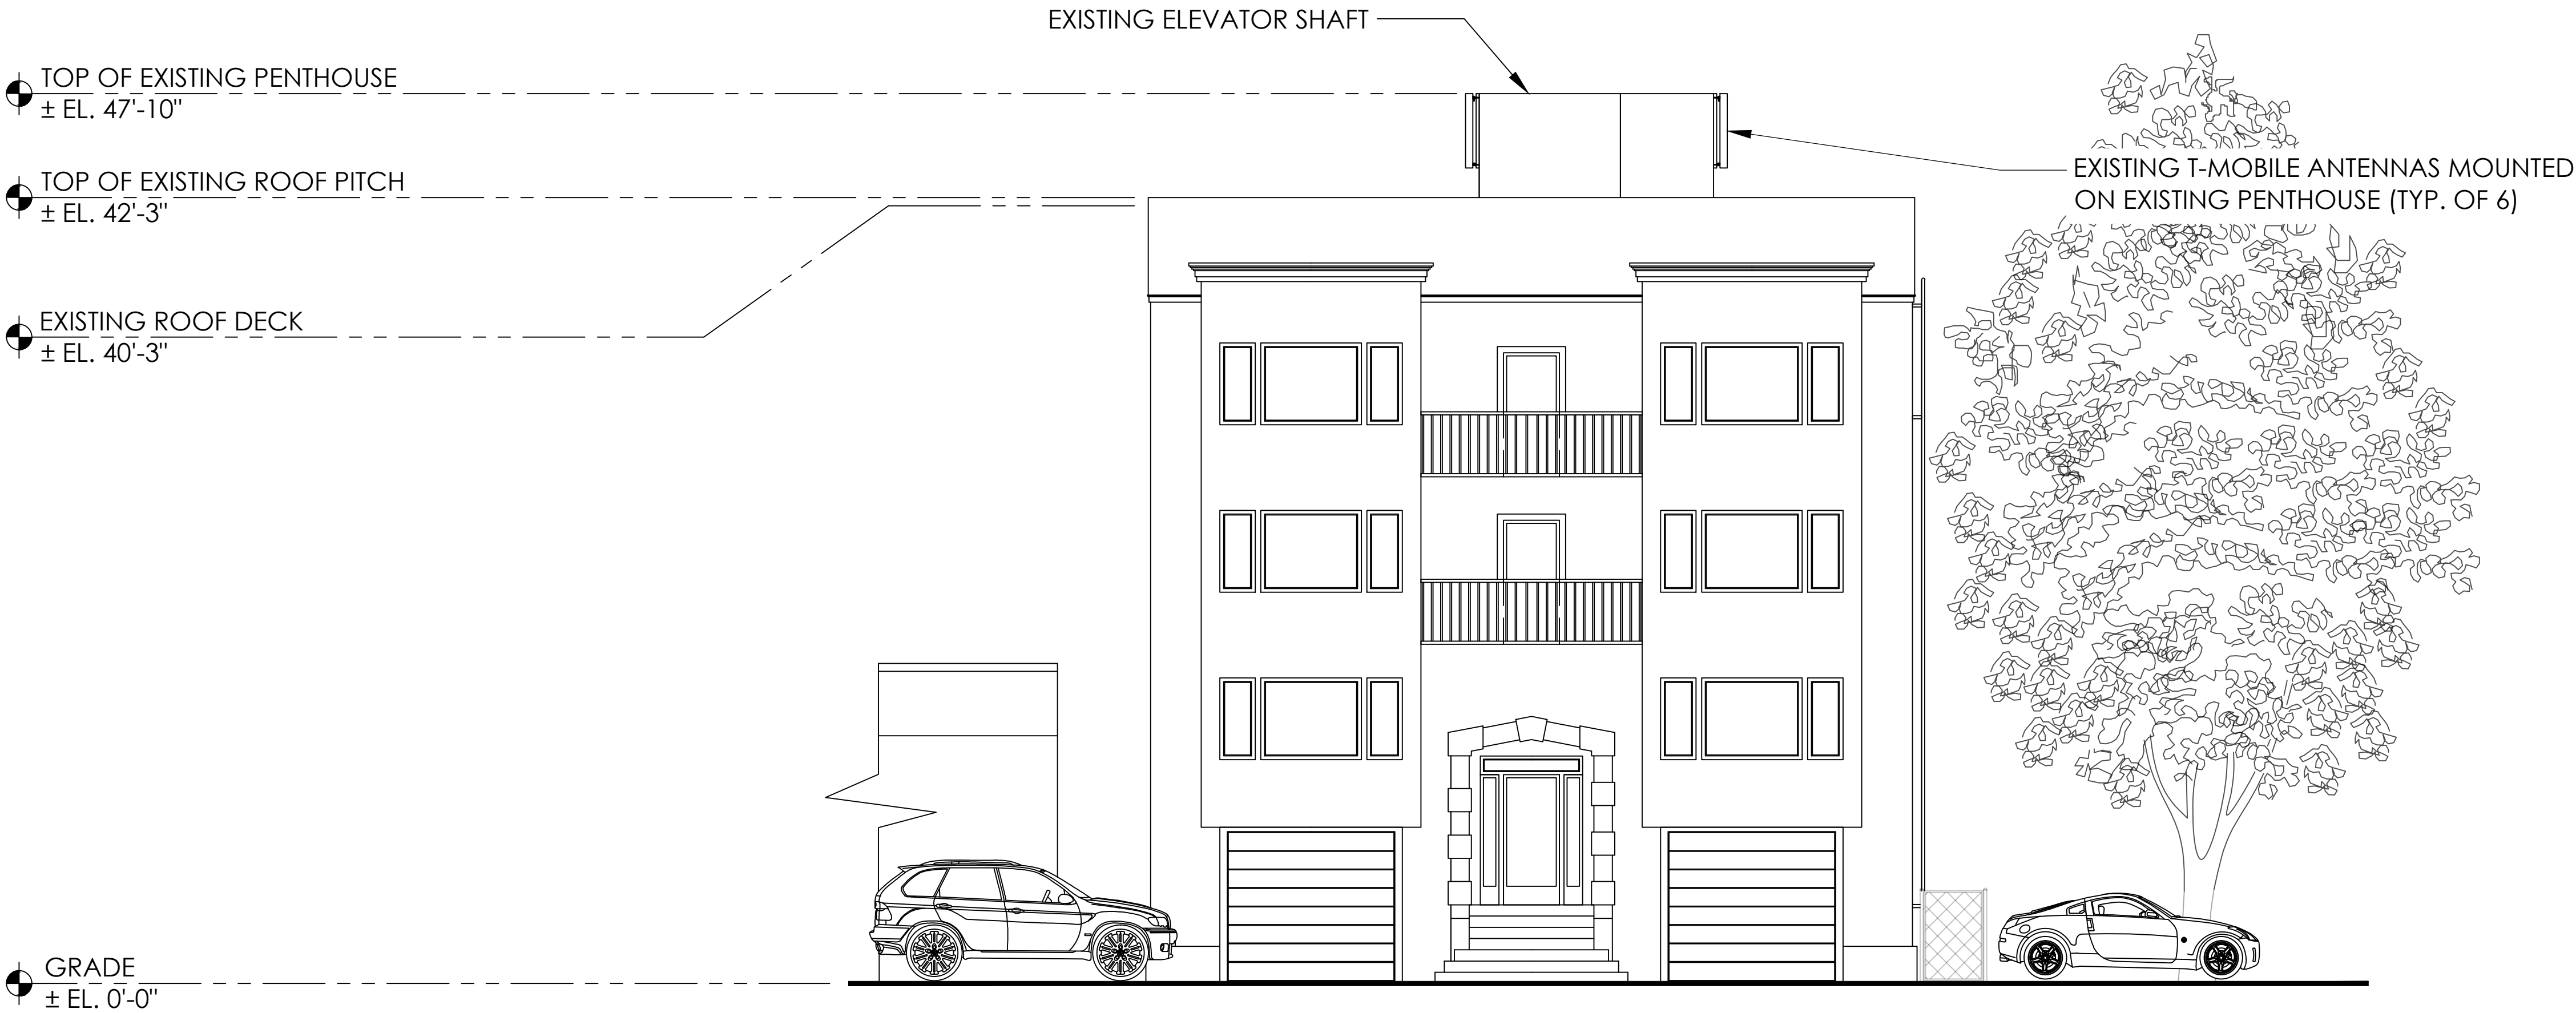 EXISTING ELEVATOR SHAFT
TOP OF EXISTING PENTHOUSE
± EL. 47'-10"
TOP OF EXISTING ROOF PITCH
± EL. 42'-3"
EXISTING T-MOBILE ANTENNAS MOUNTED
ON EXISTING PENTHOUSE (TYP. OF 6)
EXISTING ROOF DECK
± EL. 40'-3"
GRADE
± EL. 0'-0"